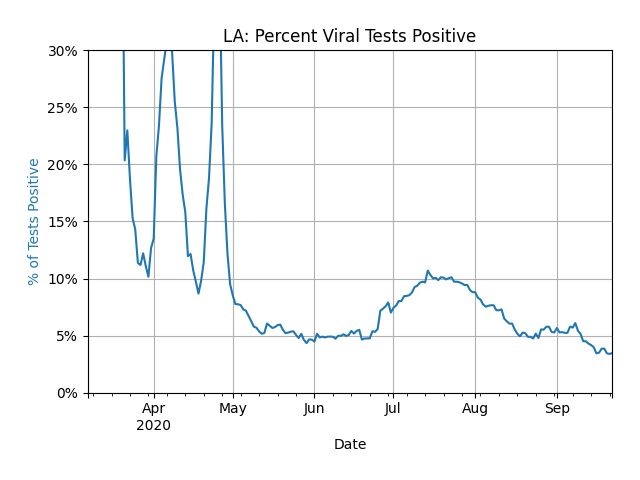 LA: Percent Viral Tests Positive
30%
25%
20%
15%
10%
5%
0%
% of Tests Positive
Apr May Jun Jul Aug Sep
2020
Date